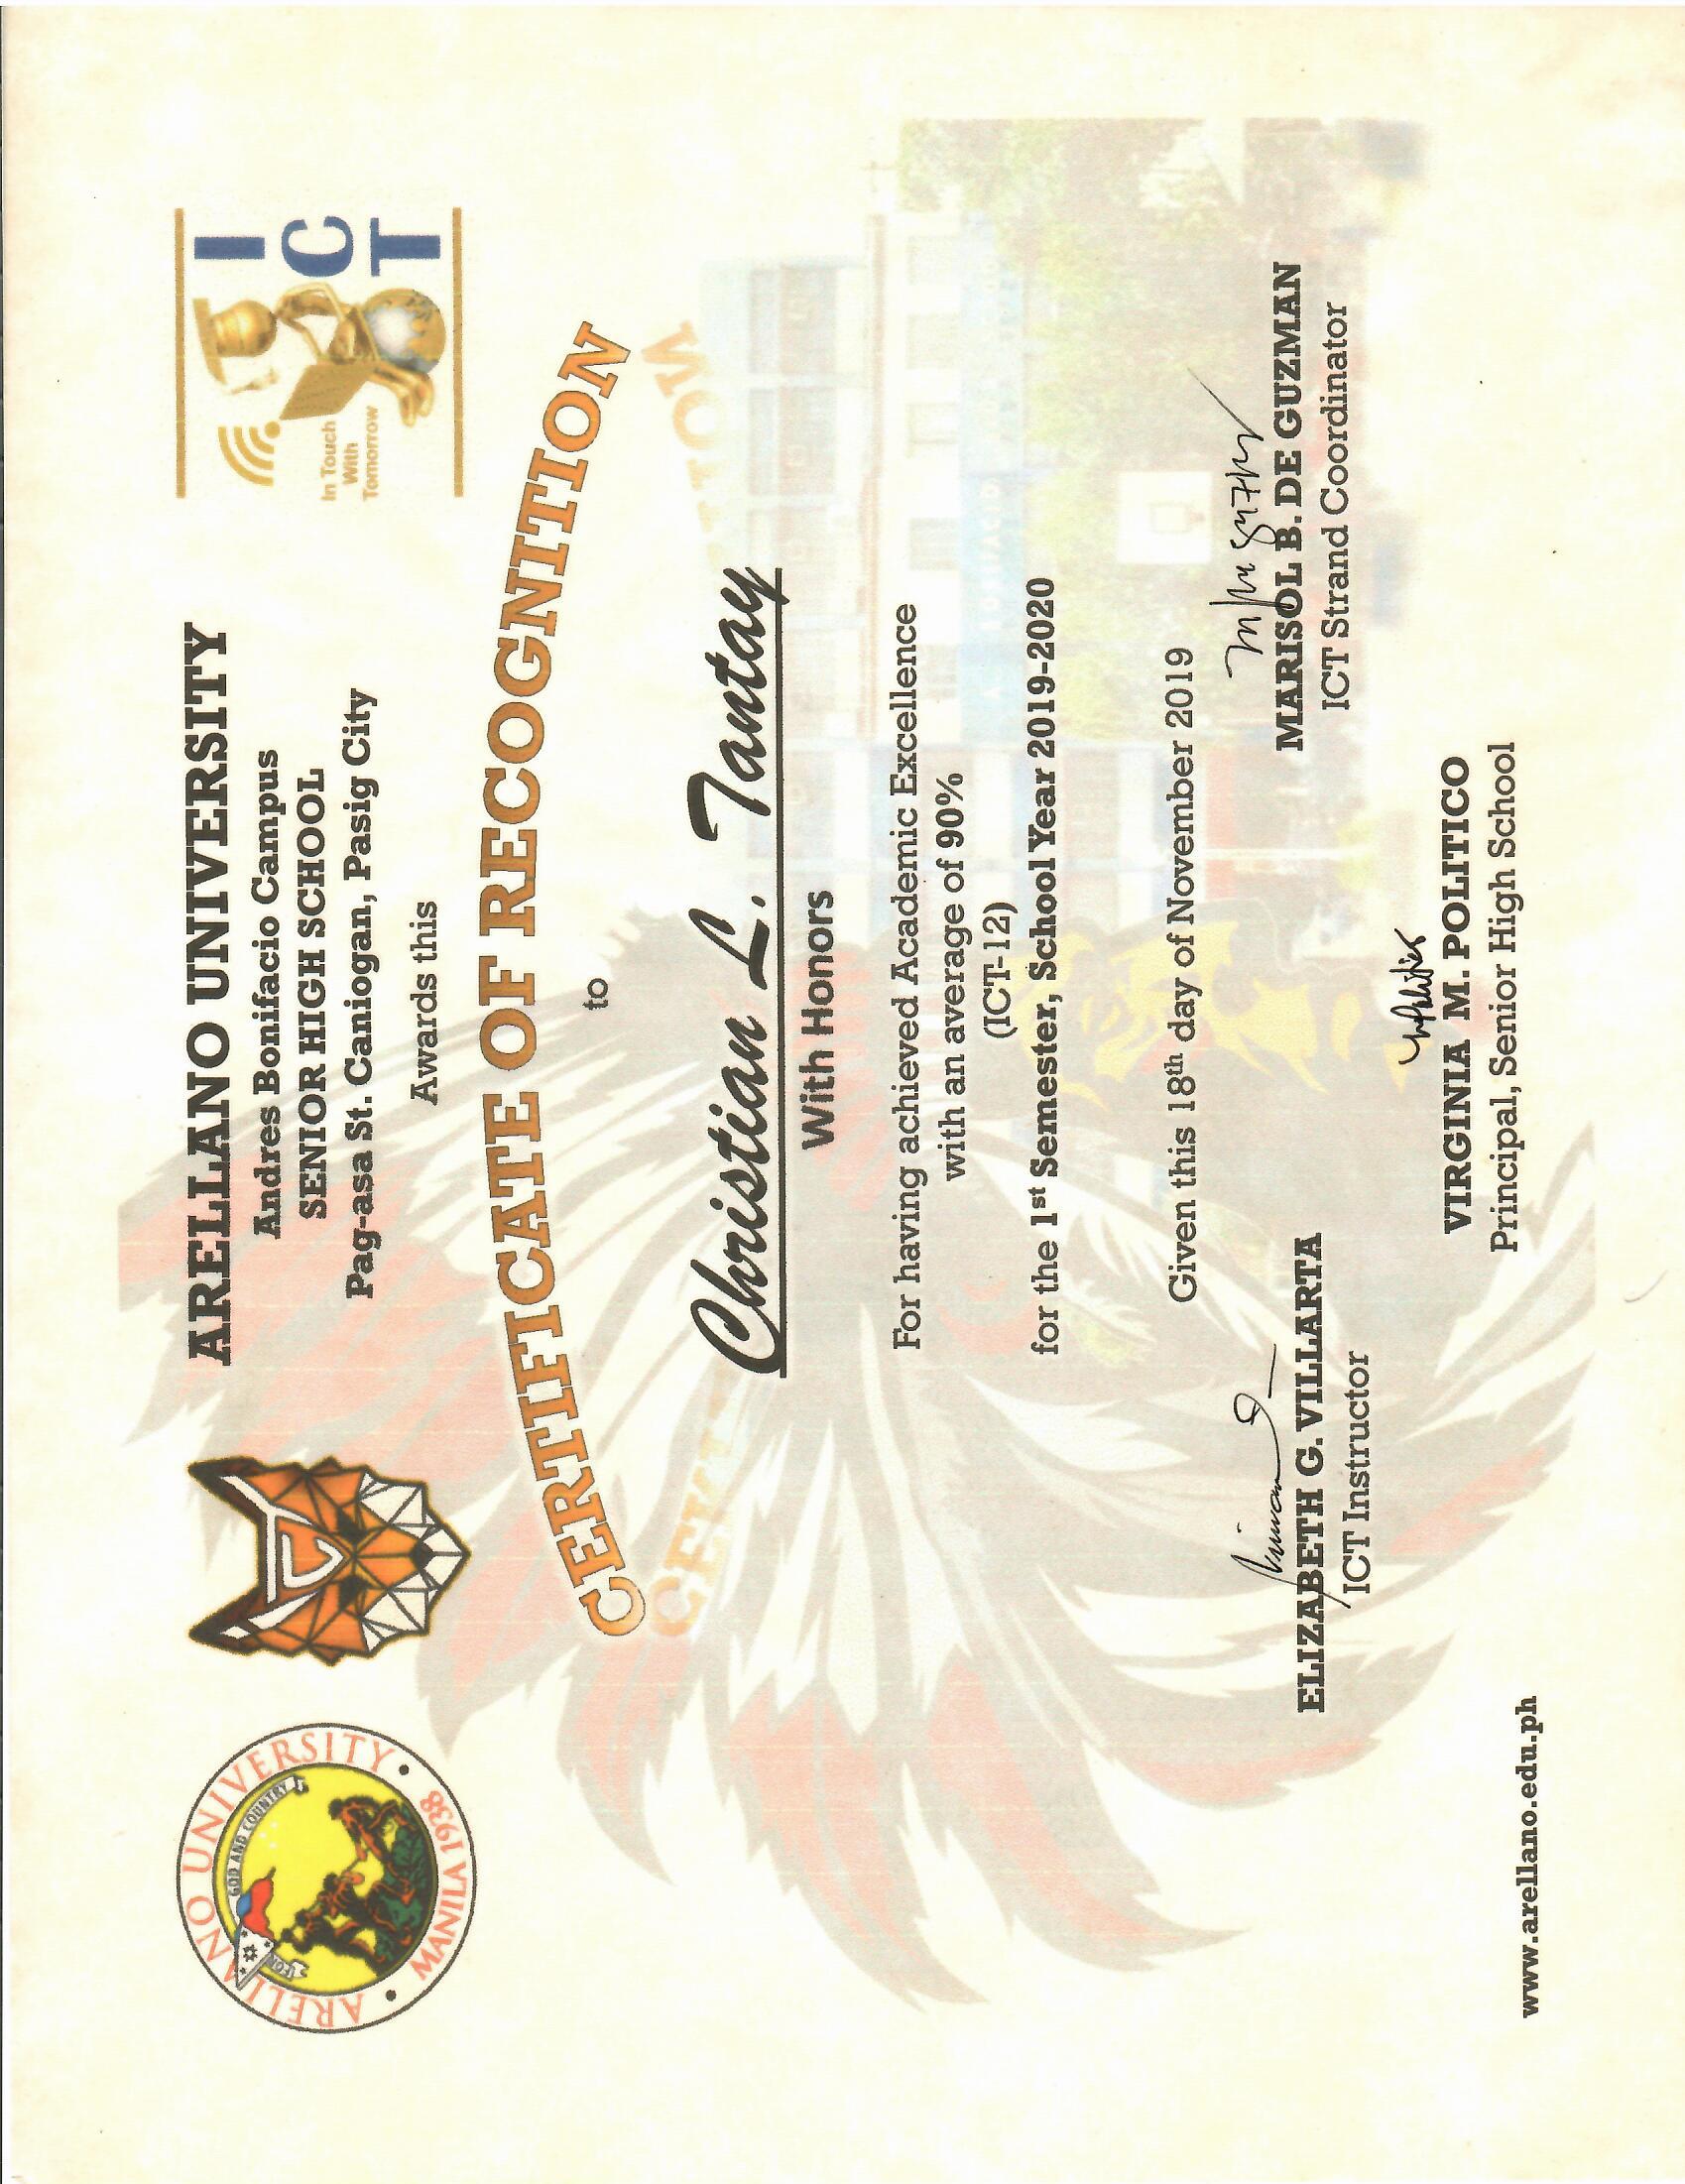 ARELLANO UNIVERSITY
MANILA 1938
FOR GOD AND COUNTRY
ARELLANO UNIVERSITY
Andres Bonifacio Campus
SENIOR HIGH SCHOOL
Pag-asa St. Caniogan, Pasig City
Awards this
In Touch
With
Tomorrow
ICT
CERTIFICATE OF RECOGNITION
to
Christian L. Tantay
With Honors
For having achieved Academic Excellence
with an average of 90%
(ICT-12)
for the 1st Semester, School Year 2019-2020
Given this 18th day of November 2019
ELIZABETH G. VILLARTA
ICT Instructor
MARISOL B. DE GUZMAN
ICT Strand Coordinator
VIRGINIA M. POLITICO
Principal, Senior High School
www.arellano.edu.ph